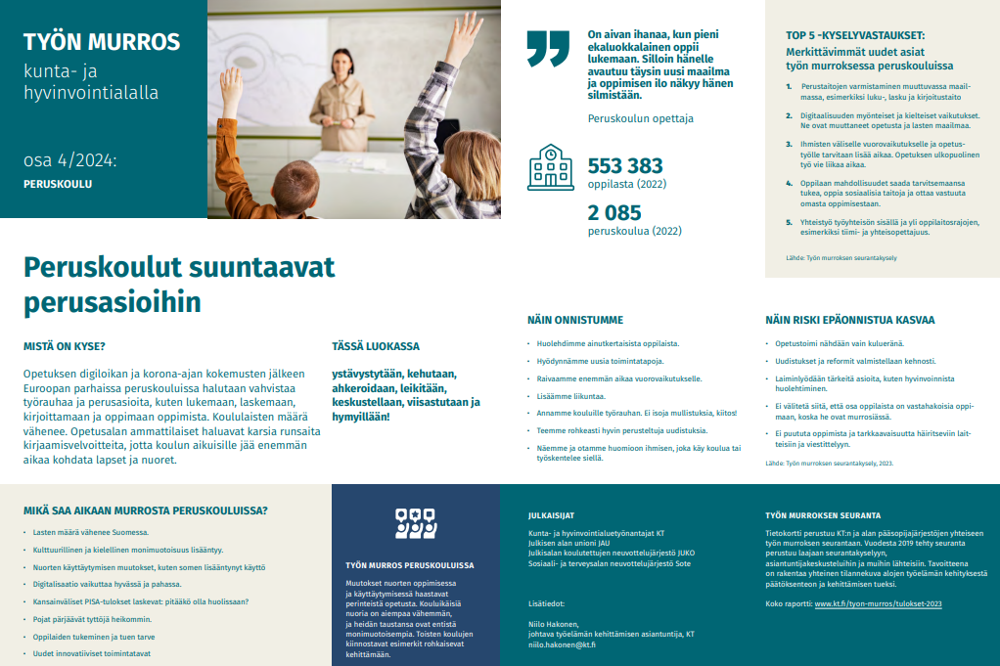 TYÖN MURROS
kunta- ja
hyvinvointialalla
osa 4/2024:
PERUSKOULU
Peruskoulut suuntaavat
perusasioihin
MISTÄ ON KYSE?
Opetuksen digiloikan ja korona-ajan kokemusten jälkeen
Euroopan parhaissa peruskouluissa halutaan vahvistaa
työrauhaa ja perusasioita, kuten lukemaan, laskemaan,
kirjoittamaan ja oppimaan oppimista. Koululaisten määrä
vähenee. Opetusalan ammattilaiset haluavat karsia runsaita
kirjaamisvelvoitteita, jotta koulun aikuisille jää enemmän
aikaa kohdata lapset ja nuoret.
TÄSSÄ LUOKASSA
ystävystytään, kehutaan,
ahkeroidaan, leikitään,
keskustellaan, viisastutaan ja
hymyillään!
MIKÄ SAA AIKAAN MURROSTA PERUSKOULUISSA?
• Lasten määrä vähenee Suomessa.
• Kulttuurillinen ja kielellinen monimuotoisuus lisääntyy.
• Nuorten käyttäytymisen muutokset, kuten somen lisääntynyt käyttö
• Digitalisaatio vaikuttaa hyvässä ja pahassa.
• Kansainväliset PISA-tulokset laskevat: pitääkö olla huolissaan?
• Pojat pärjäävät tyttöjä heikommin.
• Oppilaiden tukeminen ja tuen tarve
• Uudet innovatiiviset toimintatavat
TYÖN MURROS PERUSKOULUISSA
Muutokset nuorten oppimisessa
ja käyttäytymisessä haastavat
perinteistä opetusta. Kouluikäisiä
nuoria on aiempaa vähemmän,
ja heidän taustansa ovat entistä
monimuotoisempia. Toisten koulujen
kiinnostavat esimerkit rohkaisevat
kehittämään.
On aivan ihanaa, kun pieni
ekaluokkalainen oppii
lukemaan. Silloin hänelle
avautuu täysin uusi maailma
ja oppimisen ilo näkyy hänen
silmistään.
Peruskoulun opettaja
553 383
oppilasta (2022)
2 085
peruskoulua (2022)
TOP 5 -KYSELYVASTAUKSET:
Merkittävimmät uudet asiat
työn murroksessa peruskouluissa
1. Perustaitojen varmistaminen muuttuvassa maail-
massa, esimerkiksi luku-, lasku ja kirjoitustaito
2. Digitaalisuuden myönteiset ja kielteiset vaikutukset.
Ne ovat muuttaneet opetusta ja lasten maailmaa.
3. Ihmisten väliselle vuorovaikutukselle ja opetus-
työlle tarvitaan lisää aikaa. Opetuksen ulkopuolinen
työ vie liikaa aikaa.
4. Oppilaan mahdollisuudet saada tarvitsemaansa
tukea, oppia sosiaalisia taitoja ja ottaa vastuuta
omasta oppimisestaan.
5. Yhteistyö työyhteisön sisällä ja yli oppilaitosrajojen,
esimerkiksi tiimi- ja yhteisopettajuus.
Lähde: Työn murroksen seurantakysely
NÄIN ONNISTUMME
• Huolehdimme ainutkertaisista oppilaista.
• Hyödynnämme uusia toimintatapoja.
• Raivaamme enemmän aikaa vuorovaikutukselle.
• Lisäämme liikuntaa.
• Annamme kouluille työrauhan. Ei isoja mullistuksia, kiitos!
• Teemme rohkeasti hyvin perusteltuja uudistuksia.
• Näemme ja otamme huomioon ihmisen, joka käy koulua tai
työskentelee siellä.
NÄIN RISKI EPÄONNISTUA KASVAA
• Opetustoimi nähdään vain kulueränä.
• Uudistukset ja reformit valmistellaan kehnosti.
• Laiminlyödään tärkeitä asioita, kuten hyvinvoinnista
huolehtiminen.
• Ei välitetä siitä, että osa oppilaista on vastahakoisia oppi-
maan, koska he ovat murrosiässä.
• Ei puututa oppimista ja tarkkaavaisuutta häiritseviin lait-
teisiin ja viestittelyyn.
Lähde: Työn murroksen seurantakysely, 2023.
JULKAISIJAT
Kunta- ja hyvinvointialuetyönantajat KT
Julkisen alan unioni JAU
Julkisalan koulutettujen neuvottelujärjestö JUKO
Sosiaali- ja terveysalan neuvottelujärjestö Sote
Lisätiedot:
Niilo Hakonen,
johtava työelämän kehittämisen asiantuntija, KT
niilo.hakonen@kt.fi
TYÖN MURROKSEN SEURANTA
Tietokortti perustuu KT:n ja alan pääsopijajärjestöjen yhteiseen
työn murroksen seurantaan. Vuodesta 2019 tehty seuranta
perustuu laajaan seurantakyselyyn,
asiantuntijakeskusteluihin ja muihin lähteisiin. Tavoitteena
on rakentaa yhteinen tilannekuva alojen työelämän kehityksestä
päätöksenteon ja kehittämisen tueksi.
Koko raportti: www.kt.fi/tyon-murros/tulokset-2023